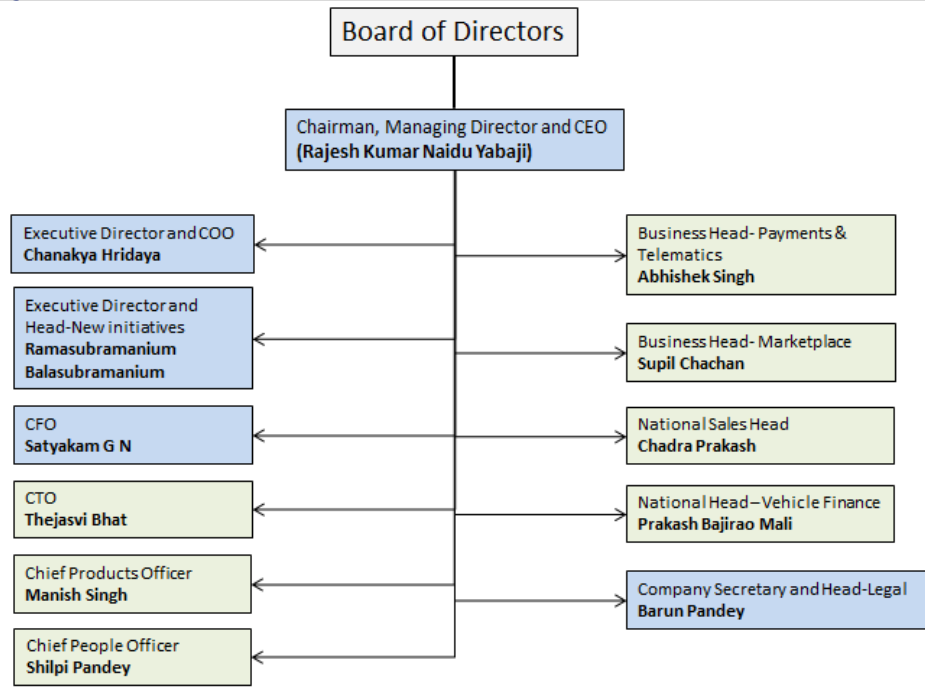 Board of Directors
Chairman, Managing Director and CEO
(Rajesh Kumar Naidu Yabaji)
Executive Director and COO
Chanakya Hridaya
Executive Director and
Head-New initiatives
Ramasubramanium
Balasubramanium
CFO
Satyakam G N
CTO
Thejasvi Bhat
Chief Products Officer
Manish Singh
Chief People Officer
Shilpi Pandey
Business Head- Payments &
Telematics
Abhishek Singh
Business Head- Marketplace
Supil Chachan
National Sales Head
Chadra Prakash
National Head – Vehicle Finance
Prakash Bajirao Mali
Company Secretary and Head-Legal
Barun Pandey